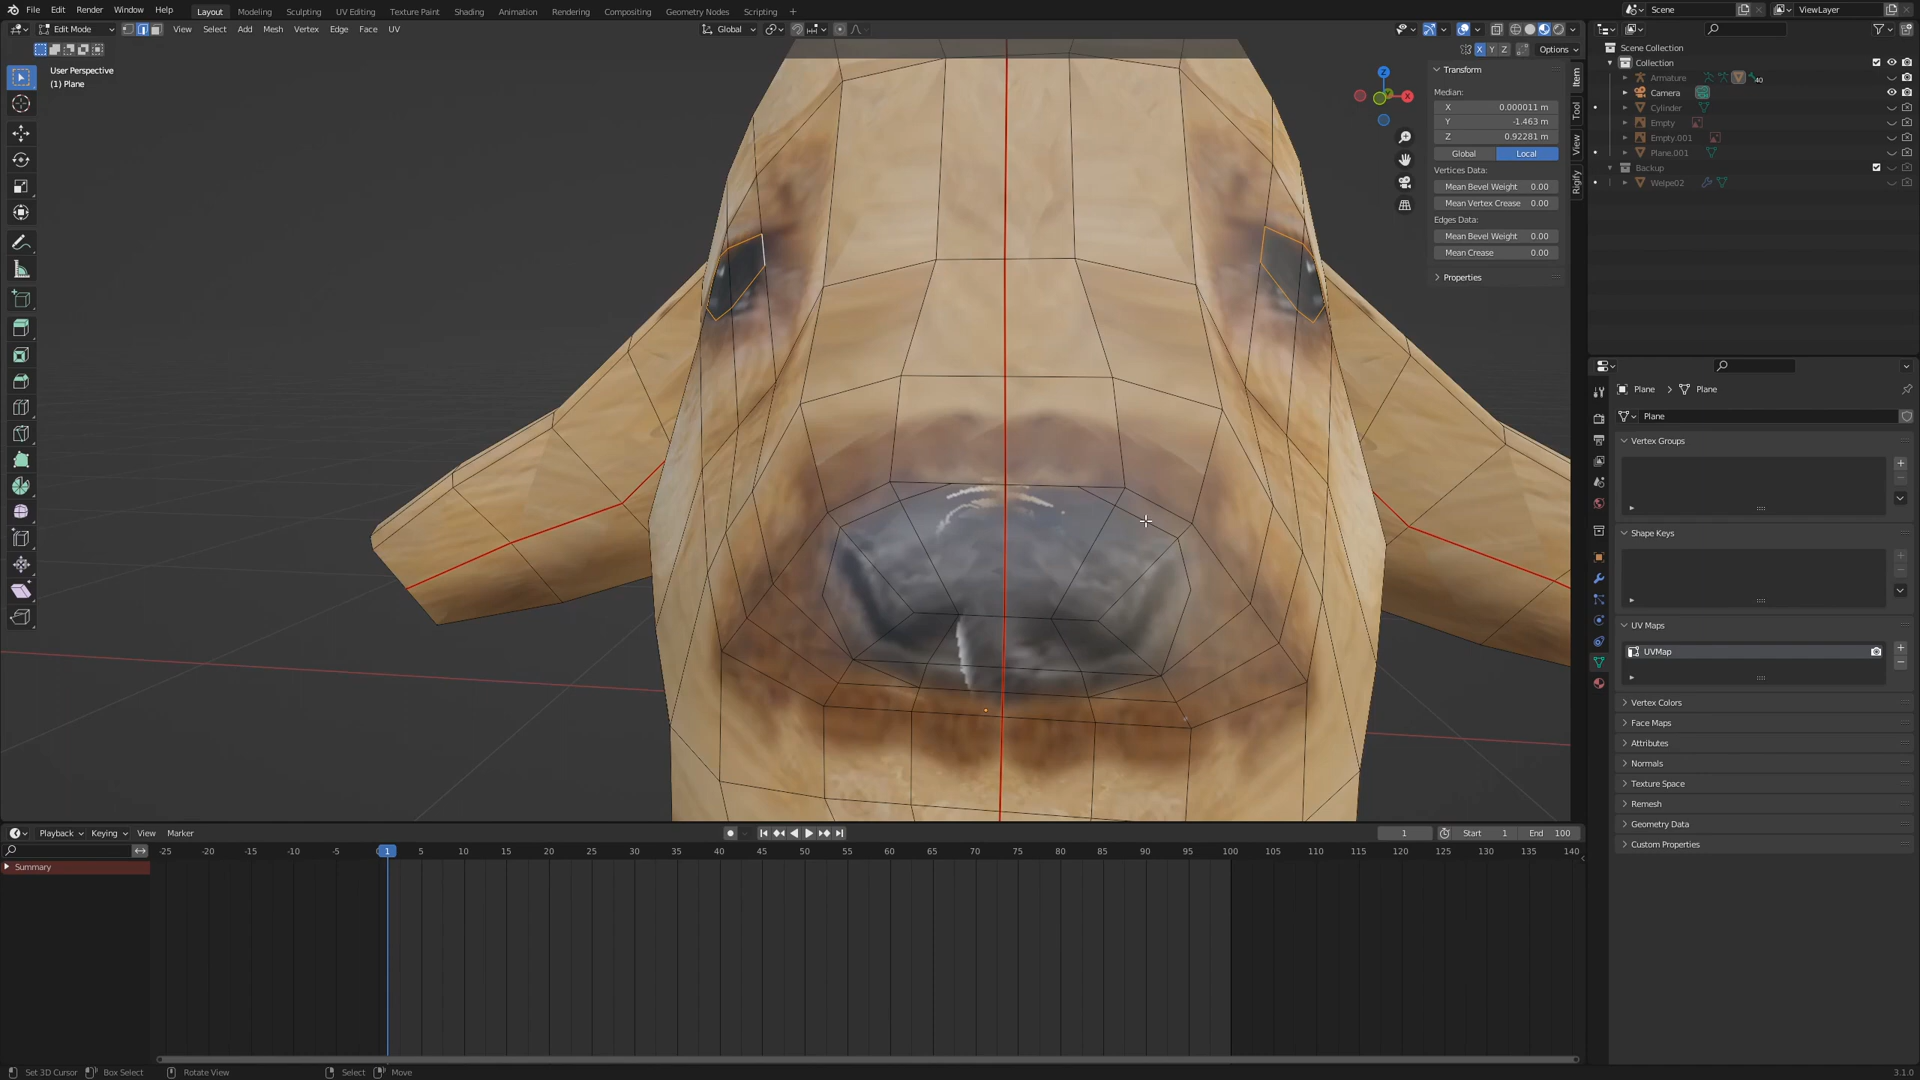 File Edit Render Window Help Layout Modeling Sculpting UV Editing Texture Paint Shading Animation Rendering Compositing Geometry Nodes Scripting + Scene ViewLayer
Edit Mode View Select Add Mesh Vertex Edge Face UV Global
X Y Z Options
User Perspective
(1) Plane
Z
X
Transform
Median:
X 0.000011 m
Y -1.463 m
Z 0.92281 m
Global Local
Vertices Data:
Mean Bevel Weight 0.00
Mean Vertex Crease 0.00
Edges Data:
Mean Bevel Weight 0.00
Mean Crease 0.00
Properties
Item
Tool
View
Rigify
Scene Collection
Collection
Armature 40
Camera
Cylinder
Empty
Empty.001
Plane.001
Backup
Welpe02
Plane Plane
Plane
Vertex Groups
Shape Keys
UV Maps
UVMap
Vertex Colors
Face Maps
Attributes
Normals
Texture Space
Remesh
Geometry Data
Custom Properties
Playback Keying View Marker 1 Start 1 End 100
-25 -20 -15 -10 -5 1 5 10 15 20 25 30 35 40 45 50 55 60 65 70 75 80 85 90 95 100 105 110 115 120 125 130 135 140
Summary
Set 3D Cursor Box Select Rotate View Select Move 3.1.0